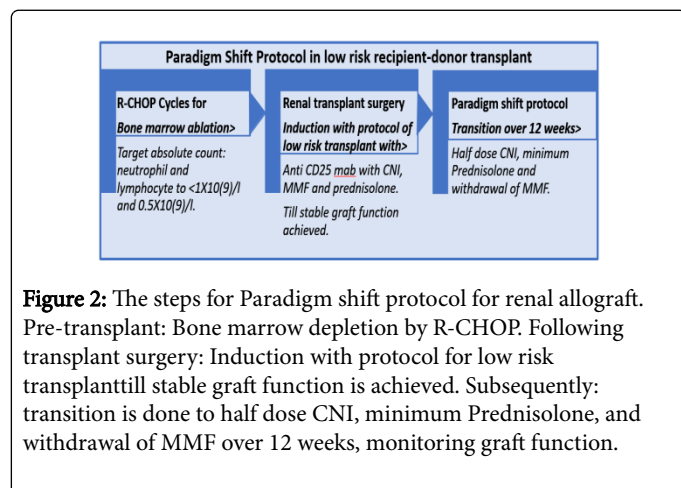 Paradigm Shift Protocol in low risk recipient-donor transplant
R-CHOP Cycles for
Bone marrow ablation>
Target absolute count:
neutrophil and
lymphocyte to <1X10(9)/l
and 0.5X10(9)/l.
Renal transplant surgery
Induction with protocol of
low risk transplant with>
Anti CD25 mab with CNI,
MMF and prednisolone.
Till stable graft function
achieved.
Paradigm shift protocol
Transition over 12 weeks>
Half dose CNI, minimum
Prednisolone and
withdrawal of MMF.
Figure 2: The steps for Paradigm shift protocol for renal allograft.
Pre-transplant: Bone marrow depletion by R-CHOP. Following
transplant surgery: Induction with protocol for low risk
transplanttill stable graft function is achieved. Subsequently:
transition is done to half dose CNI, minimum Prednisolone, and
withdrawal of MMF over 12 weeks, monitoring graft function.